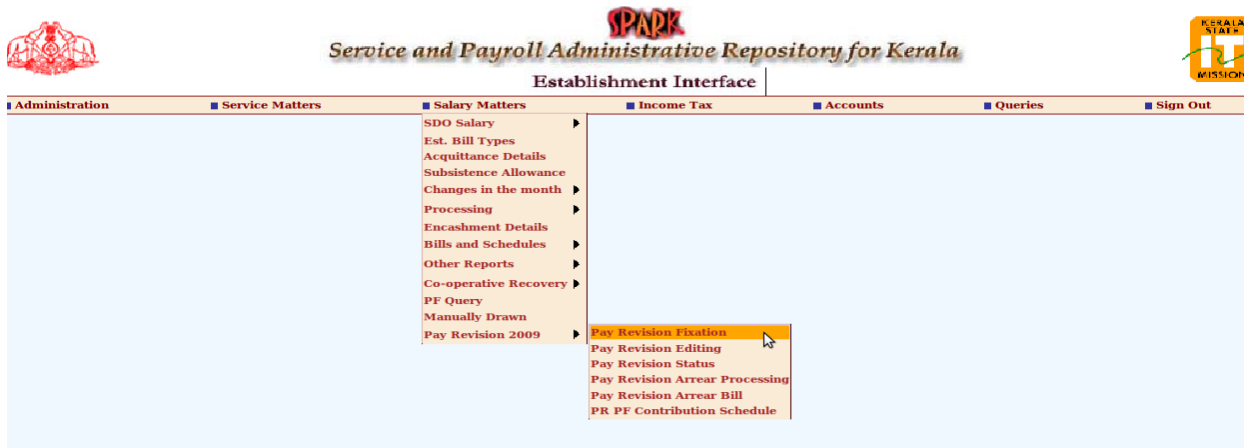 SPARK
KERALA
STATE
IT
MISSION
Service and Payroll Administrative Repository for Kerala
Establishment Interface
Administration Service Matters Salary Matters Income Tax Accounts Queries Sign Out
SDO Salary
Est. Bill Types
Acquittance Details
Subsistence Allowance
Changes in the month
Processing
Encashment Details
Bills and Schedules
Other Reports
Co-operative Recovery
PF Query
Manually Drawn
Pay Revision 2009
Pay Revision Fixation
Pay Revision Editing
Pay Revision Status
Pay Revision Arrear Processing
Pay Revision Arrear Bill
PR PF Contribution Schedule